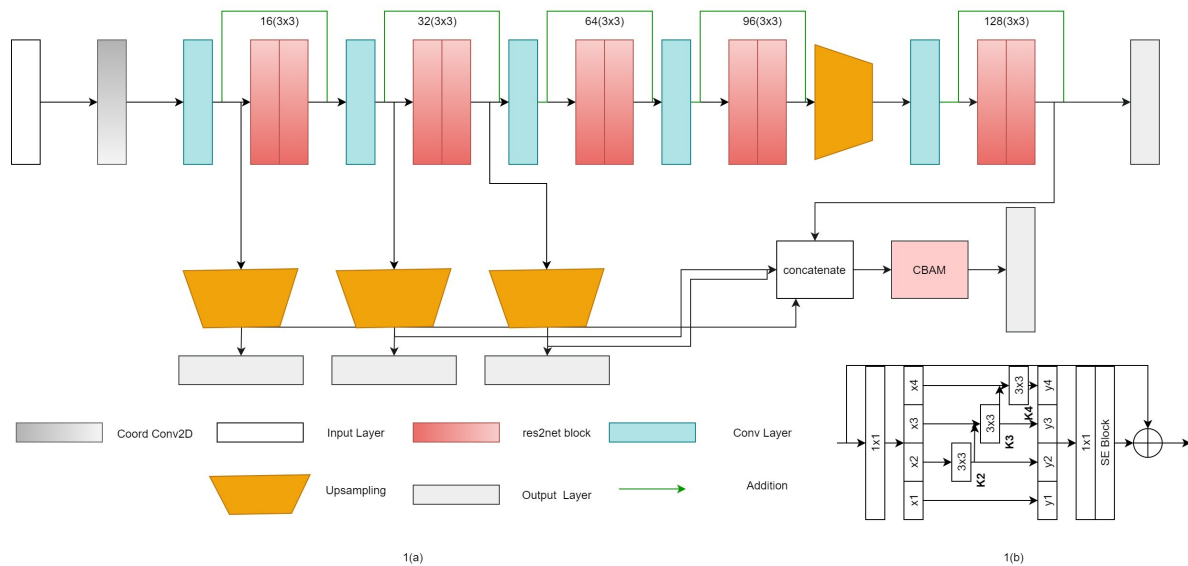 16(3x3)
32(3x3)
64(3x3)
96(3x3)
128(3x3)
concatenate
CBAM
Coord Conv2D
Input Layer
res2net block
Conv Layer
Upsampling
Output Layer
Addition
1x1
x4
x3
x2
x1
3x3
K2
3x3
K3
3x3
K4
y4
y3
y2
y1
1x1
SE Block
1(a)
1(b)